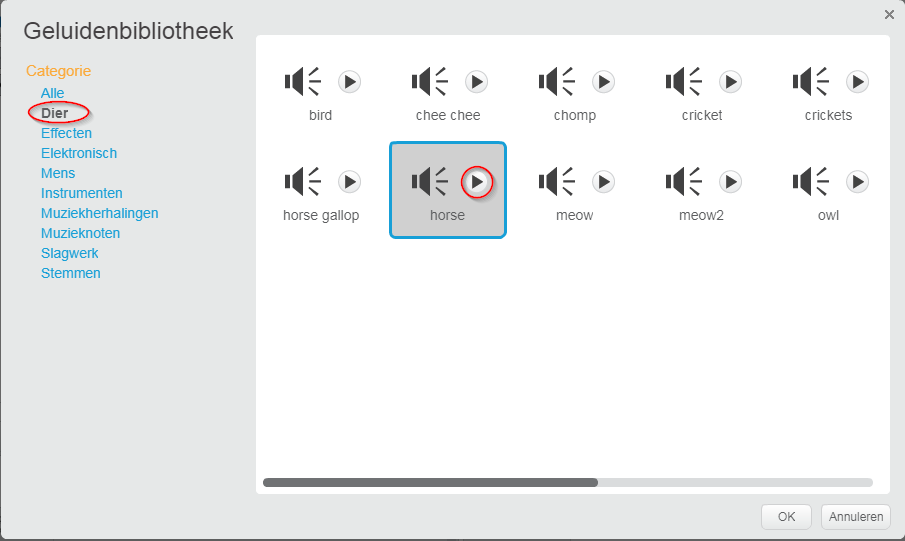 Geluidenbibliotheek
Categorie
Alle
Dier
Effecten
Elektronisch
Mens
Instrumenten
Muziekherhalingen
Muzieknoten
Slagwerk
Stemmen
bird chee chee chomp cricket crickets
horse gallop horse meow meow2 owl
OK Annuleren